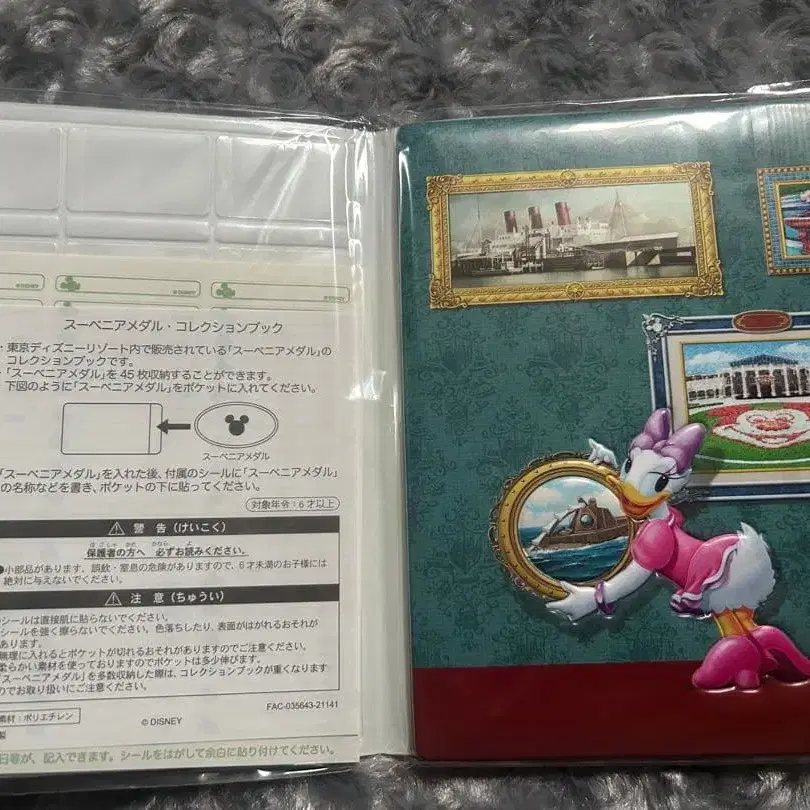 ©DISNEY
©DISNEY
©DISNEY
スーベニアメダル・コレクションブック
・東京ディズニーリゾート内で販売されている「スーベニアメダル」の
コレクションブックです。
・「スーベニアメダル」を45枚収納することができます。
下図のように「スーベニアメダル」をポケットに入れてください。
スーベニアメダル
「スーベニアメダル」を入れた後、付属のシールに「スーベニアメダル」
の名称などを書き、ポケットの下に貼ってください。
対象年令：6才以上
警告（けいこく）
保護者の方へ 必ずお読みください。
●小部品があります。誤飲・窒息の危険がありますので、6才未満のお子様には
絶対に与えないでください。
注意（ちゅうい）
シールは直接肌に貼らないでください。
シールを強く擦らないでください。色落ちしたり、表面がはがれるおそれが
あります。
無理に入れるとポケットが切れるおそれがありますのでご注意ください。
柔らかい素材を使っておりますのでポケットは多少伸びます。
「スーベニアメダル」を多数収納した際は、コレクションブックが重くなります
のでお取り扱いにご注意ください。
FAC-035643-21141
素材：ポリエチレン
©DISNEY
製
日等が、記入できます。シールをはがして余白に貼り付けてください。